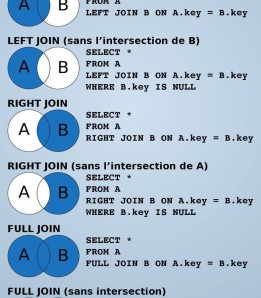 FROM A
LEFT JOIN B ON A.key = B.key
LEFT JOIN (sans l'intersection de B)
A B
SELECT *
FROM A
LEFT JOIN B ON A.key = B.key
WHERE B.key IS NULL
RIGHT JOIN
A B
SELECT *
FROM A
RIGHT JOIN B ON A.key = B.key
RIGHT JOIN (sans l'intersection de A)
A B
SELECT *
FROM A
RIGHT JOIN B ON A.key = B.key
WHERE B.key IS NULL
FULL JOIN
A B
SELECT *
FROM A
FULL JOIN B ON A.key = B.key
FULL JOIN (sans intersection)